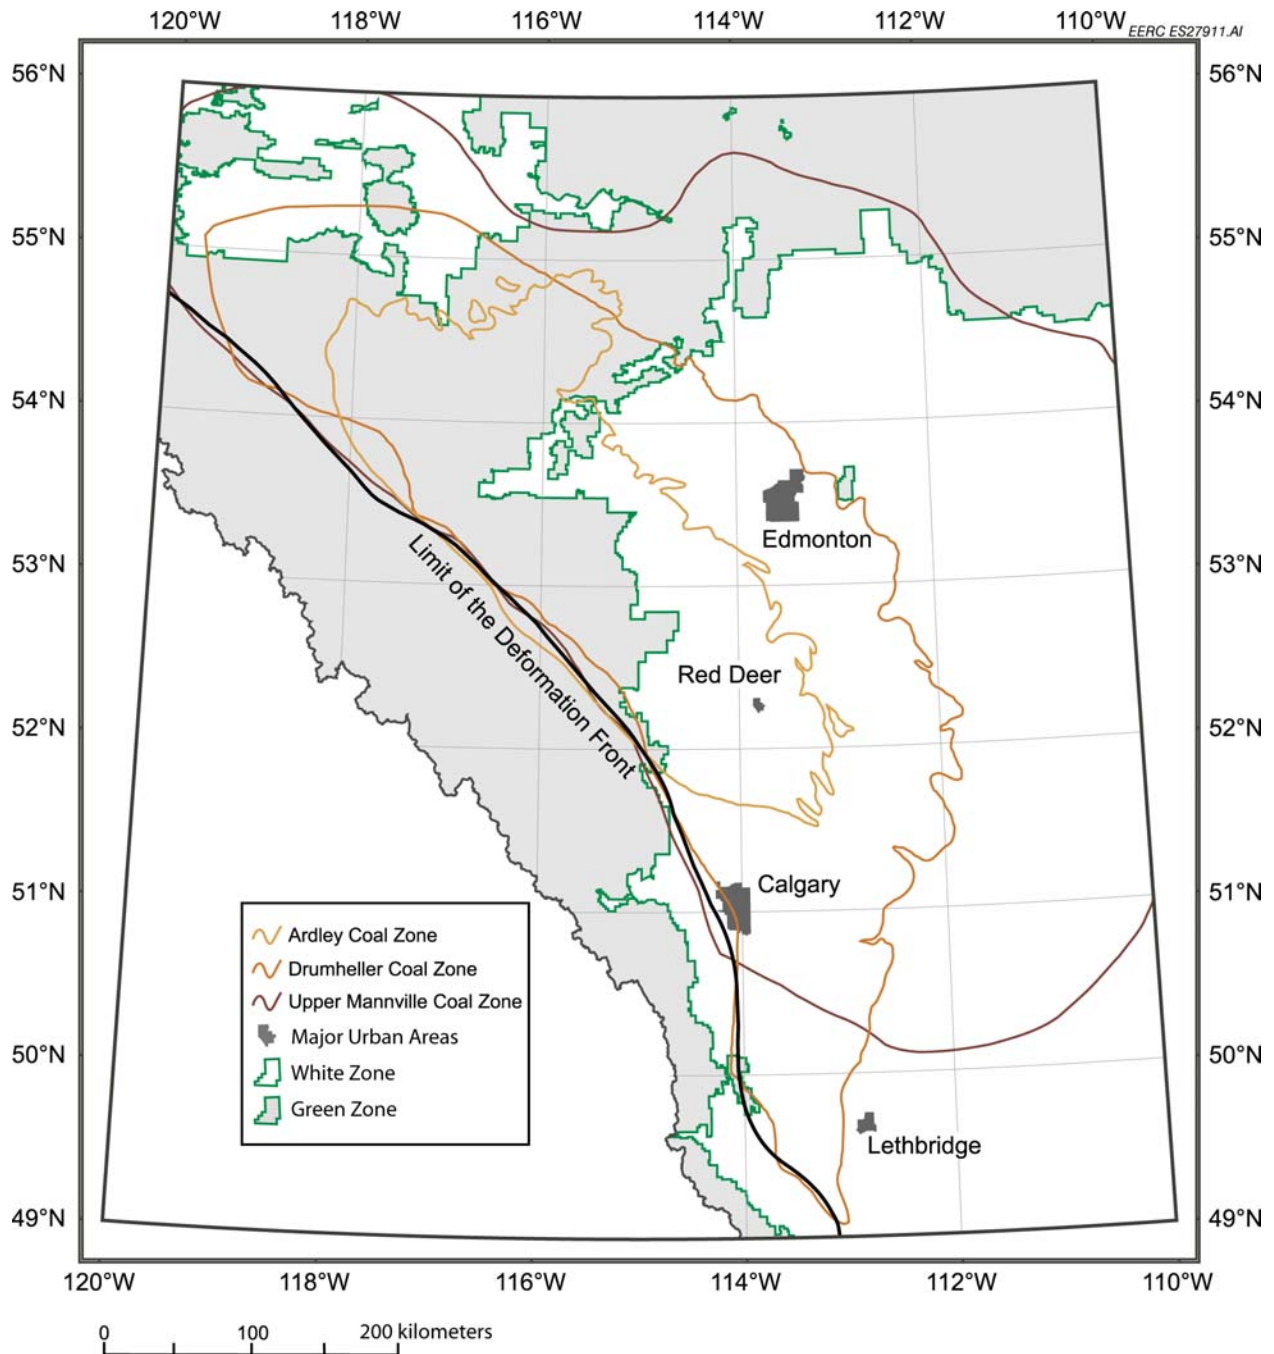 120°W 118°W 116°W 114°W 112°W 110°W
EERC ES27911.AI
56°N 56°N
55°N 55°N
54°N 54°N
Edmonton
53°N 53°N
Limit of the Deformation Front
Red Deer
52°N 52°N
Calgary
51°N 51°N
Ardley Coal Zone
Drumheller Coal Zone
Upper Mannville Coal Zone
Major Urban Areas
White Zone
Green Zone
50°N 50°N
Lethbridge
49°N 49°N
120°W 118°W 116°W 114°W 112°W 110°W
0 100 200 kilometers